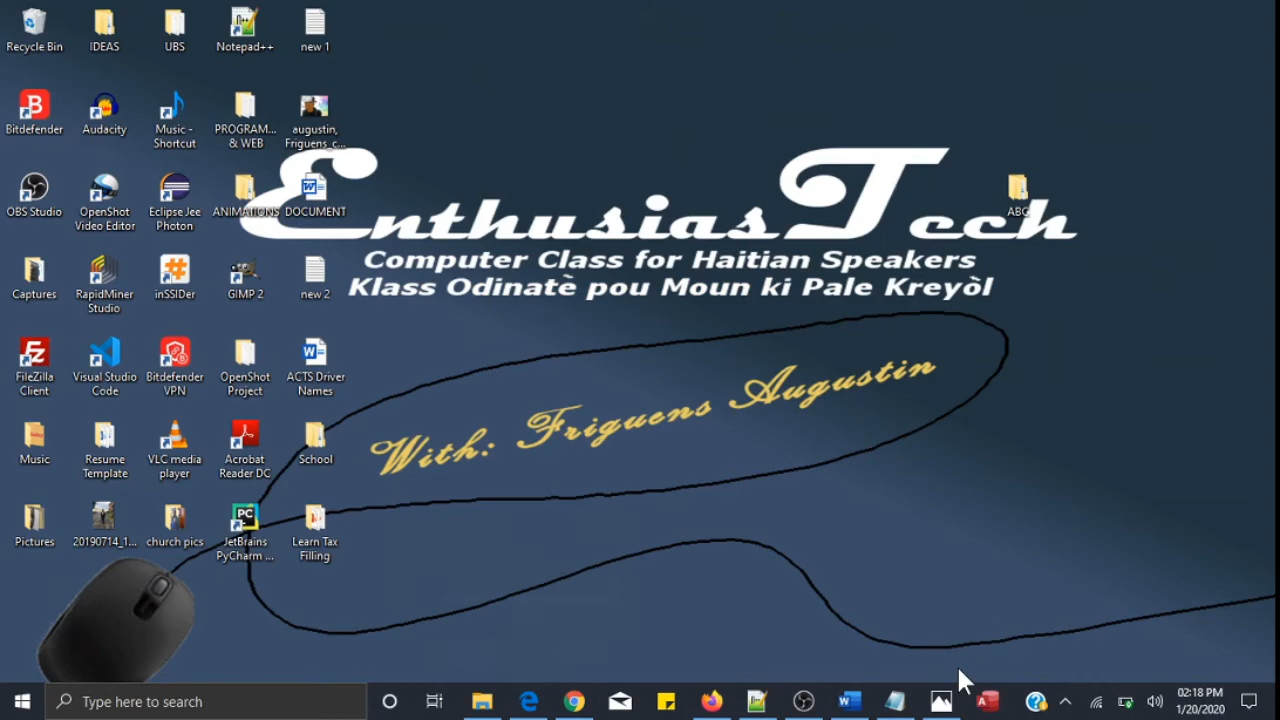 Recycle Bin
IDEAS
UBS
Notepad++
new 1
Bitdefender
Audacity
Music -
Shortcut
PROGRAM...
& WEB
augustin,
Friguens_c...
OBS Studio
OpenShot
Video Editor
Eclipse Jee
Photon
ANIMATIONS
DOCUMENT
ABC
EnthusiasTech
Computer Class for Haitian Speakers
Klass Odinatè pou Moun ki Pale Kreyòl
Captures
RapidMiner
Studio
inSSIDer
GIMP 2
new 2
FileZilla
Client
Visual Studio
Code
Bitdefender
VPN
OpenShot
Project
ACTS Driver
Names
With: Friguens Augustin
Music
Resume
Template
VLC media
player
Acrobat
Reader DC
School
Pictures
20190714_1...
church pics
JetBrains
PyCharm ...
Learn Tax
Filling
Type here to search
02:18 PM
1/20/2020